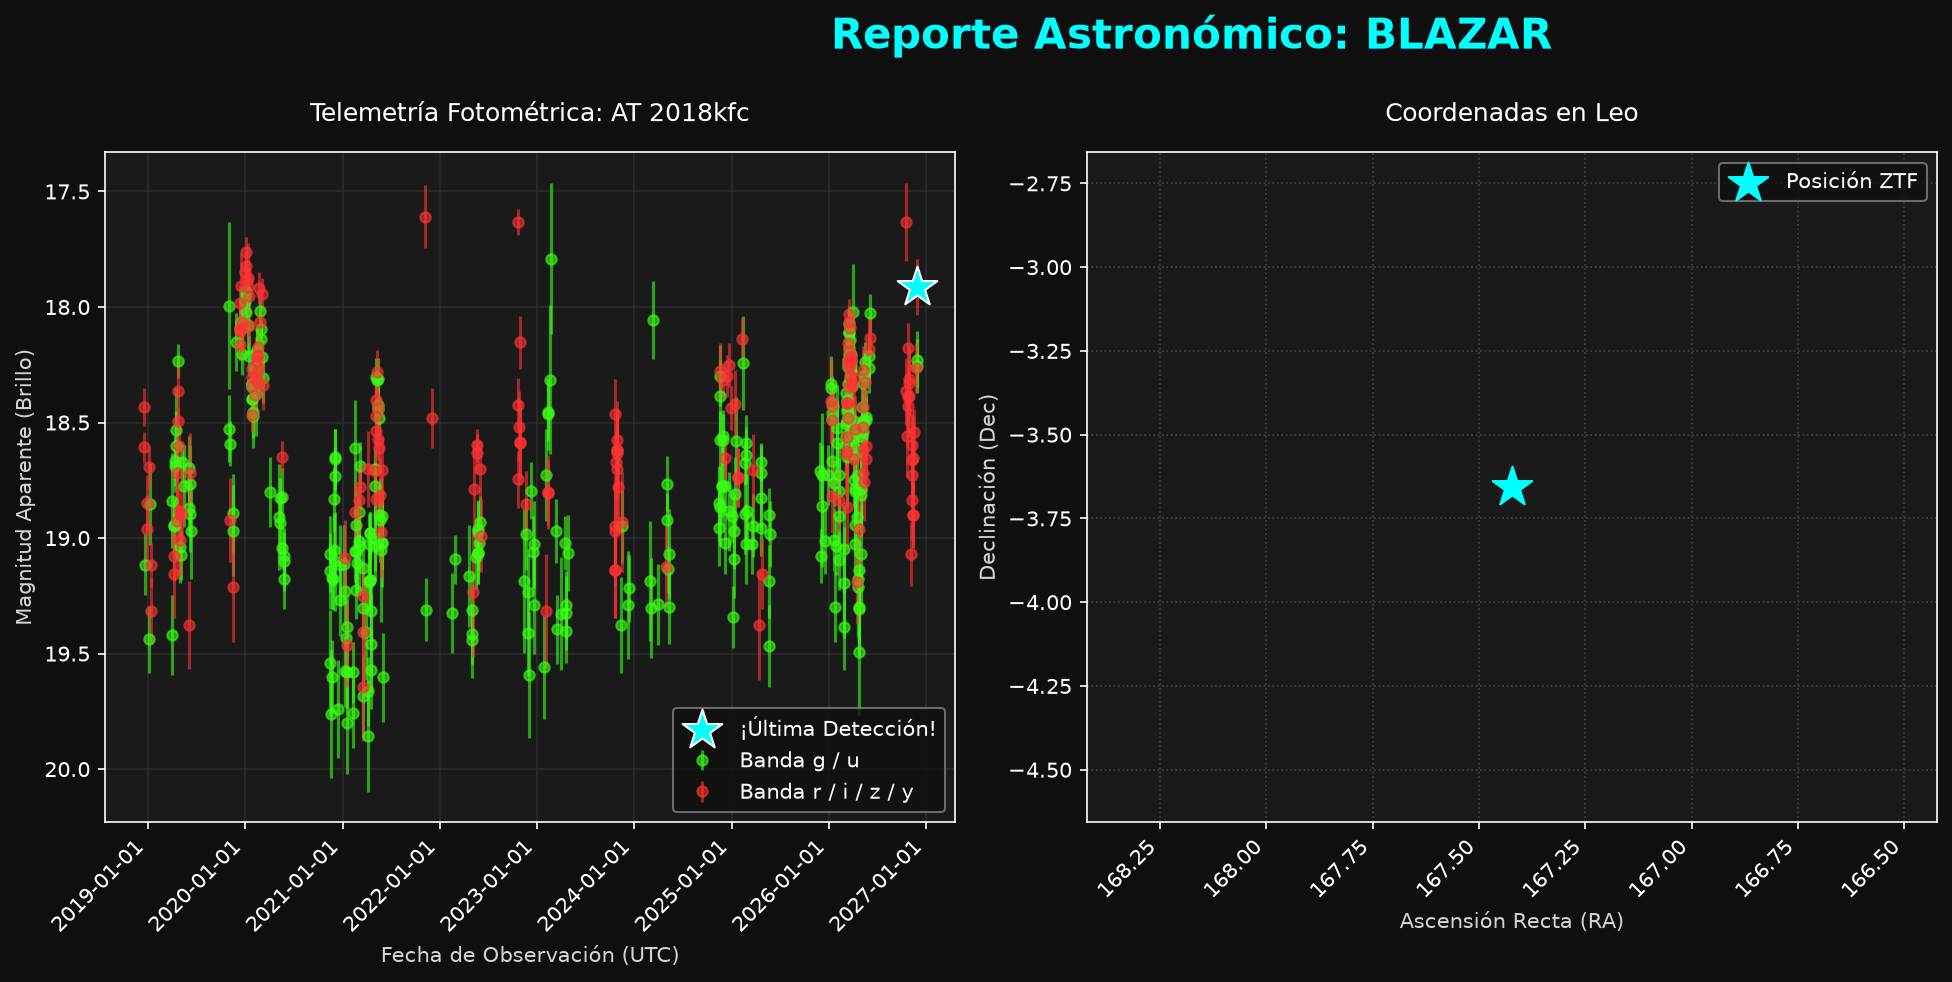 Reporte Astronómico: BLAZAR
Telemetría Fotométrica: AT 2018kfc
Magnitud Aparente (Brillo)
17.5
18.0
18.5
19.0
19.5
20.0
¡Última Detección!
Banda g / u
Banda r / i / z / y
2019-01-01
2020-01-01
2021-01-01
2022-01-01
2023-01-01
2024-01-01
2025-01-01
2026-01-01
2027-01-01
Fecha de Observación (UTC)
Coordenadas en Leo
Declinación (Dec)
−2.75
−3.00
−3.25
−3.50
−3.75
−4.00
−4.25
−4.50
Posición ZTF
168.25
168.00
167.75
167.50
167.25
167.00
166.75
166.50
Ascensión Recta (RA)